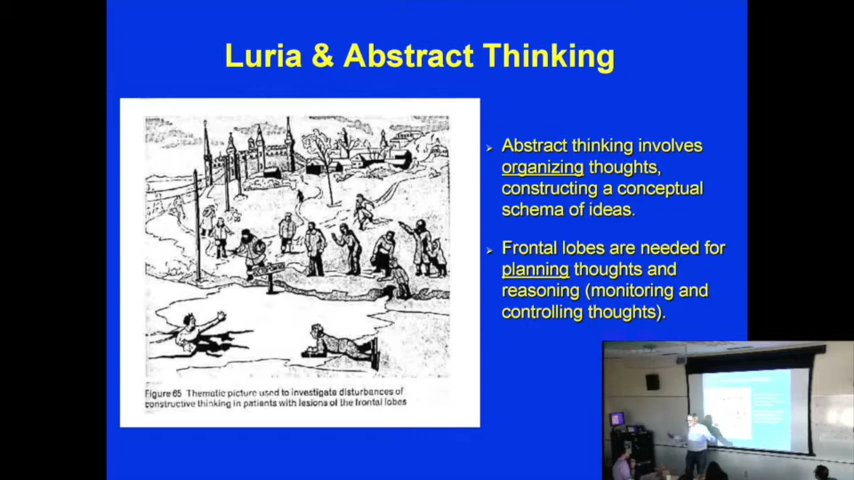 Luria & Abstract Thinking
Abstract thinking involves
organizing thoughts,
constructing a conceptual
schema of ideas.
Frontal lobes are needed for
planning thoughts and
reasoning (monitoring and
controlling thoughts).
Figure 65 Thematic picture used to investigate disturbances of
constructive thinking in patients with lesions of the frontal lobes